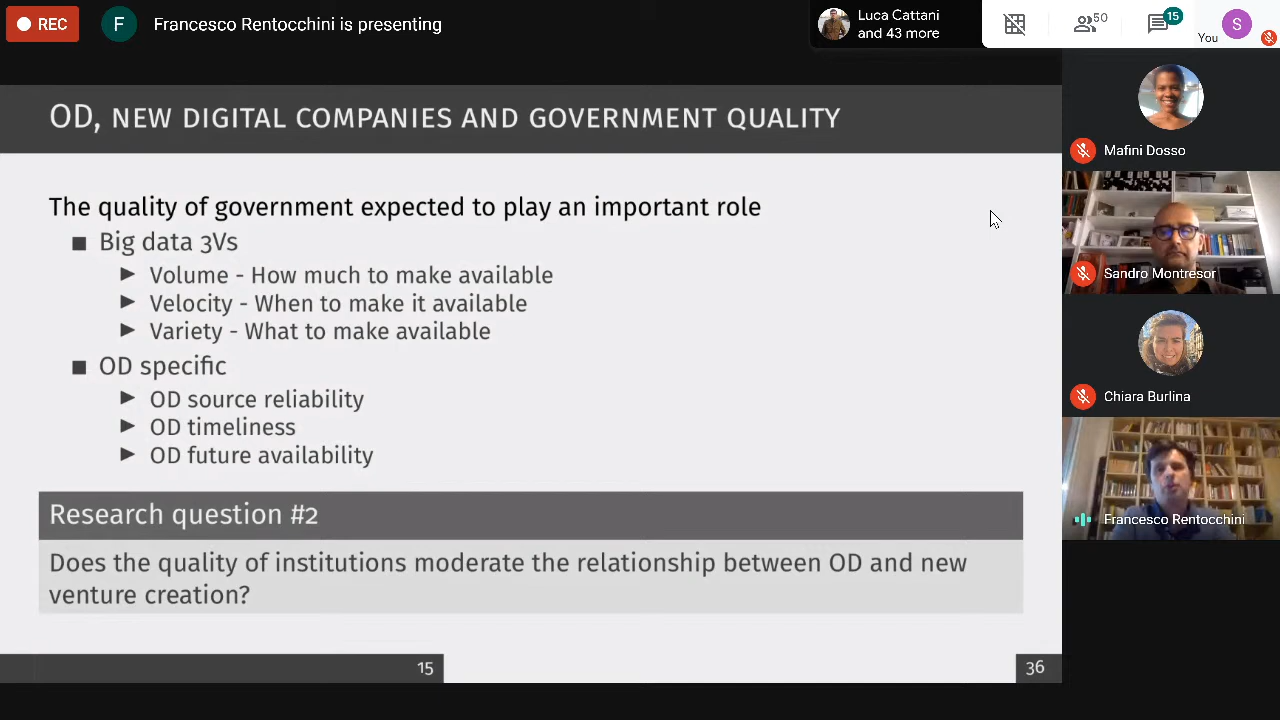 REC
F
Francesco Rentocchini is presenting
Luca Cattani
and 43 more
50
15
You
S
OD, NEW DIGITAL COMPANIES AND GOVERNMENT QUALITY
The quality of government expected to play an important role
Big data 3Vs
Volume - How much to make available
Velocity - When to make it available
Variety - What to make available
OD specific
OD source reliability
OD timeliness
OD future availability
Research question #2
Does the quality of institutions moderate the relationship between OD and new
venture creation?
15
36
Mafini Dosso
Sandro Montresor
Chiara Burlina
Francesco Rentocchini